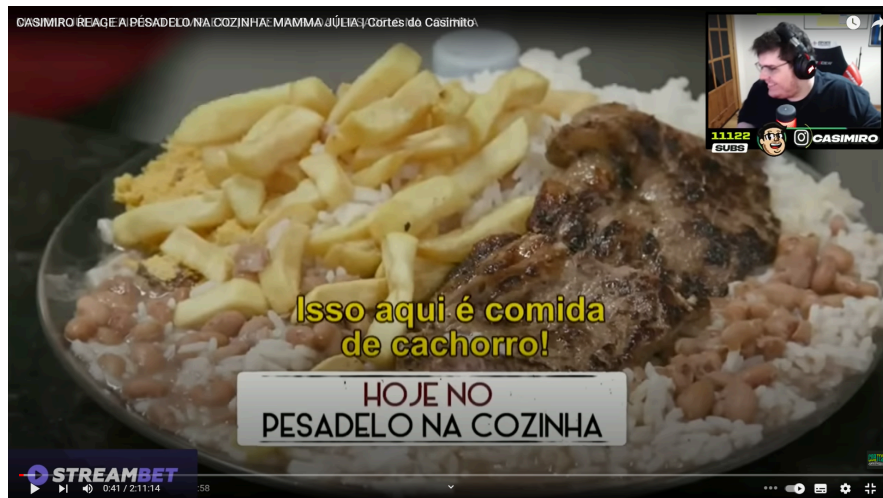 CASIMIRO REAGE A PESADELO NA COZINHA: MAMMA JÚLIA | Cortes do Casimito
11122
SUBS
CASIMIRO
Isso aqui é comida
de cachorro!
HOJE NO
PESADELO NA COZINHA
STREAMBET
0:41 / 2:11:14
:58